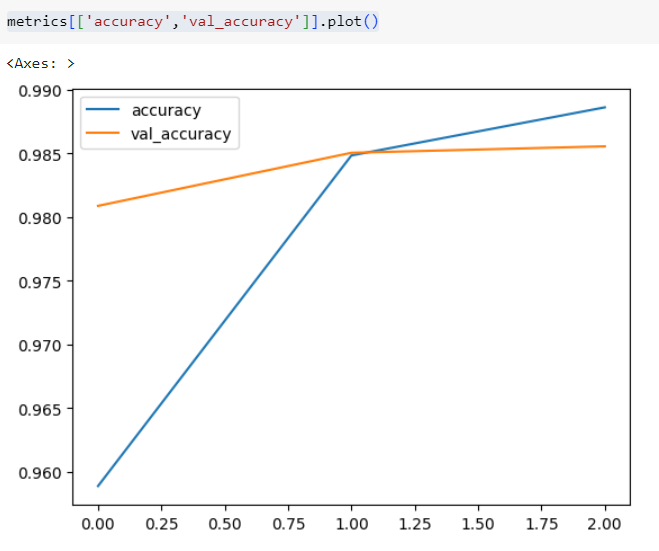 metrics[['accuracy','val_accuracy']].plot()
<Axes: >
accuracy
val_accuracy
0.990
0.985
0.980
0.975
0.970
0.965
0.960
0.00 0.25 0.50 0.75 1.00 1.25 1.50 1.75 2.00